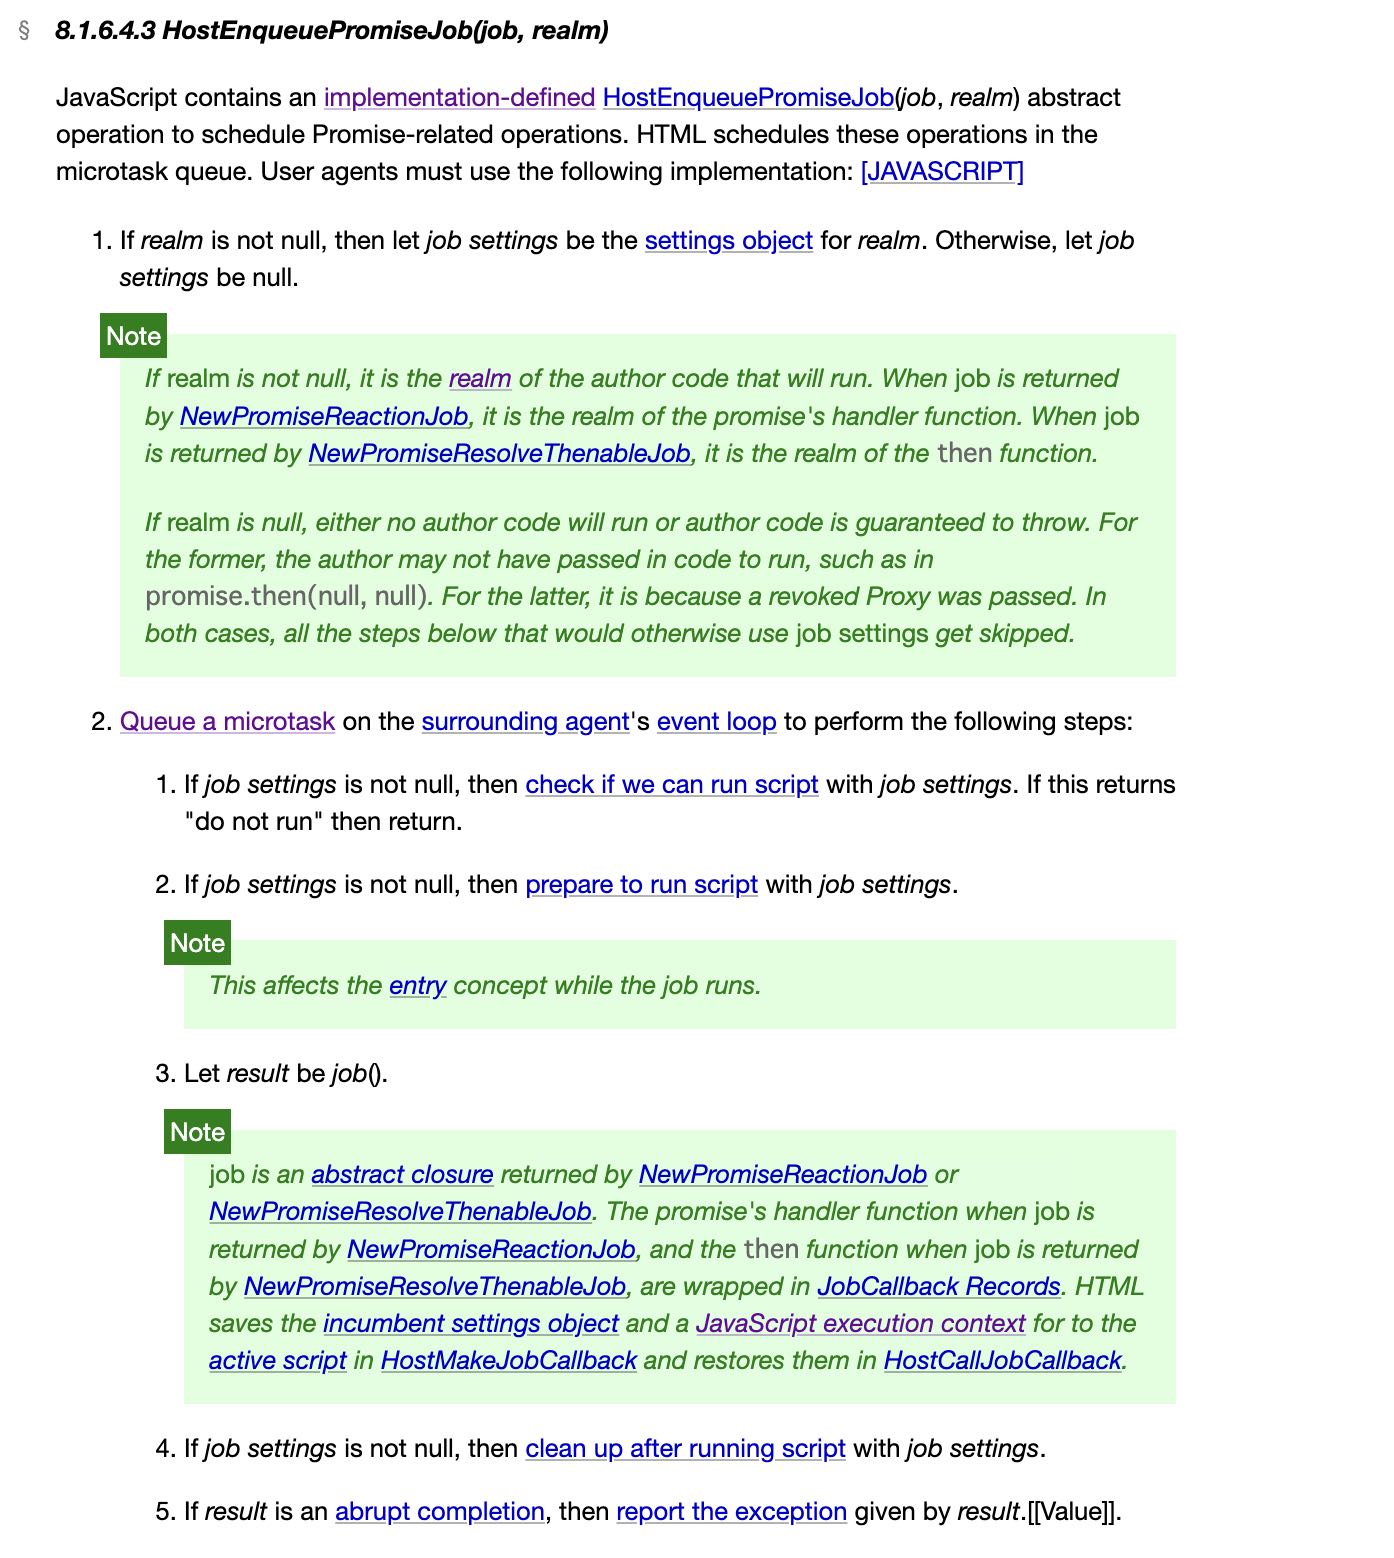 § 8.1.6.4.3 HostEnqueuePromiseJob(job, realm)
JavaScript contains an implementation-defined HostEnqueuePromiseJob(job, realm) abstract
operation to schedule Promise-related operations. HTML schedules these operations in the
microtask queue. User agents must use the following implementation: [JAVASCRIPT]
1. If realm is not null, then let job settings be the settings object for realm. Otherwise, let job
settings be null.
Note
If realm is not null, it is the realm of the author code that will run. When job is returned
by NewPromiseReactionJob, it is the realm of the promise's handler function. When job
is returned by NewPromiseResolveThenableJob, it is the realm of the then function.
If realm is null, either no author code will run or author code is guaranteed to throw. For
the former, the author may not have passed in code to run, such as in
promise.then(null, null). For the latter, it is because a revoked Proxy was passed. In
both cases, all the steps below that would otherwise use job settings get skipped.
2. Queue a microtask on the surrounding agent's event loop to perform the following steps:
1. If job settings is not null, then check if we can run script with job settings. If this returns
"do not run" then return.
2. If job settings is not null, then prepare to run script with job settings.
Note
This affects the entry concept while the job runs.
3. Let result be job().
Note
job is an abstract closure returned by NewPromiseReactionJob or
NewPromiseResolveThenableJob. The promise's handler function when job is
returned by NewPromiseReactionJob, and the then function when job is returned
by NewPromiseResolveThenableJob, are wrapped in JobCallback Records. HTML
saves the incumbent settings object and a JavaScript execution context for to the
active script in HostMakeJobCallback and restores them in HostCallJobCallback.
4. If job settings is not null, then clean up after running script with job settings.
5. If result is an abrupt completion, then report the exception given by result.[[Value]].